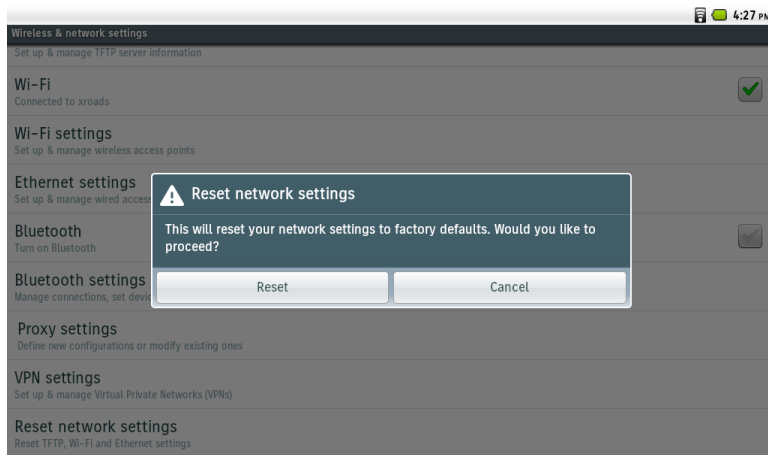 4:27 PM
Wireless & network settings
Set up & manage TFTP server information
Wi-Fi
Connected to xroads
Wi-Fi settings
Set up & manage wireless access points
Ethernet settings
Set up & manage wired access
Reset network settings
This will reset your network settings to factory defaults. Would you like to
proceed?
Reset
Cancel
Bluetooth
Turn on Bluetooth
Bluetooth settings
Manage connections, set
Proxy settings
Define new configurations or modify existing ones
VPN settings
Set up & manage Virtual Private Networks (VPNs)
Reset network settings
Reset TFTP, Wi-Fi and Ethernet settings